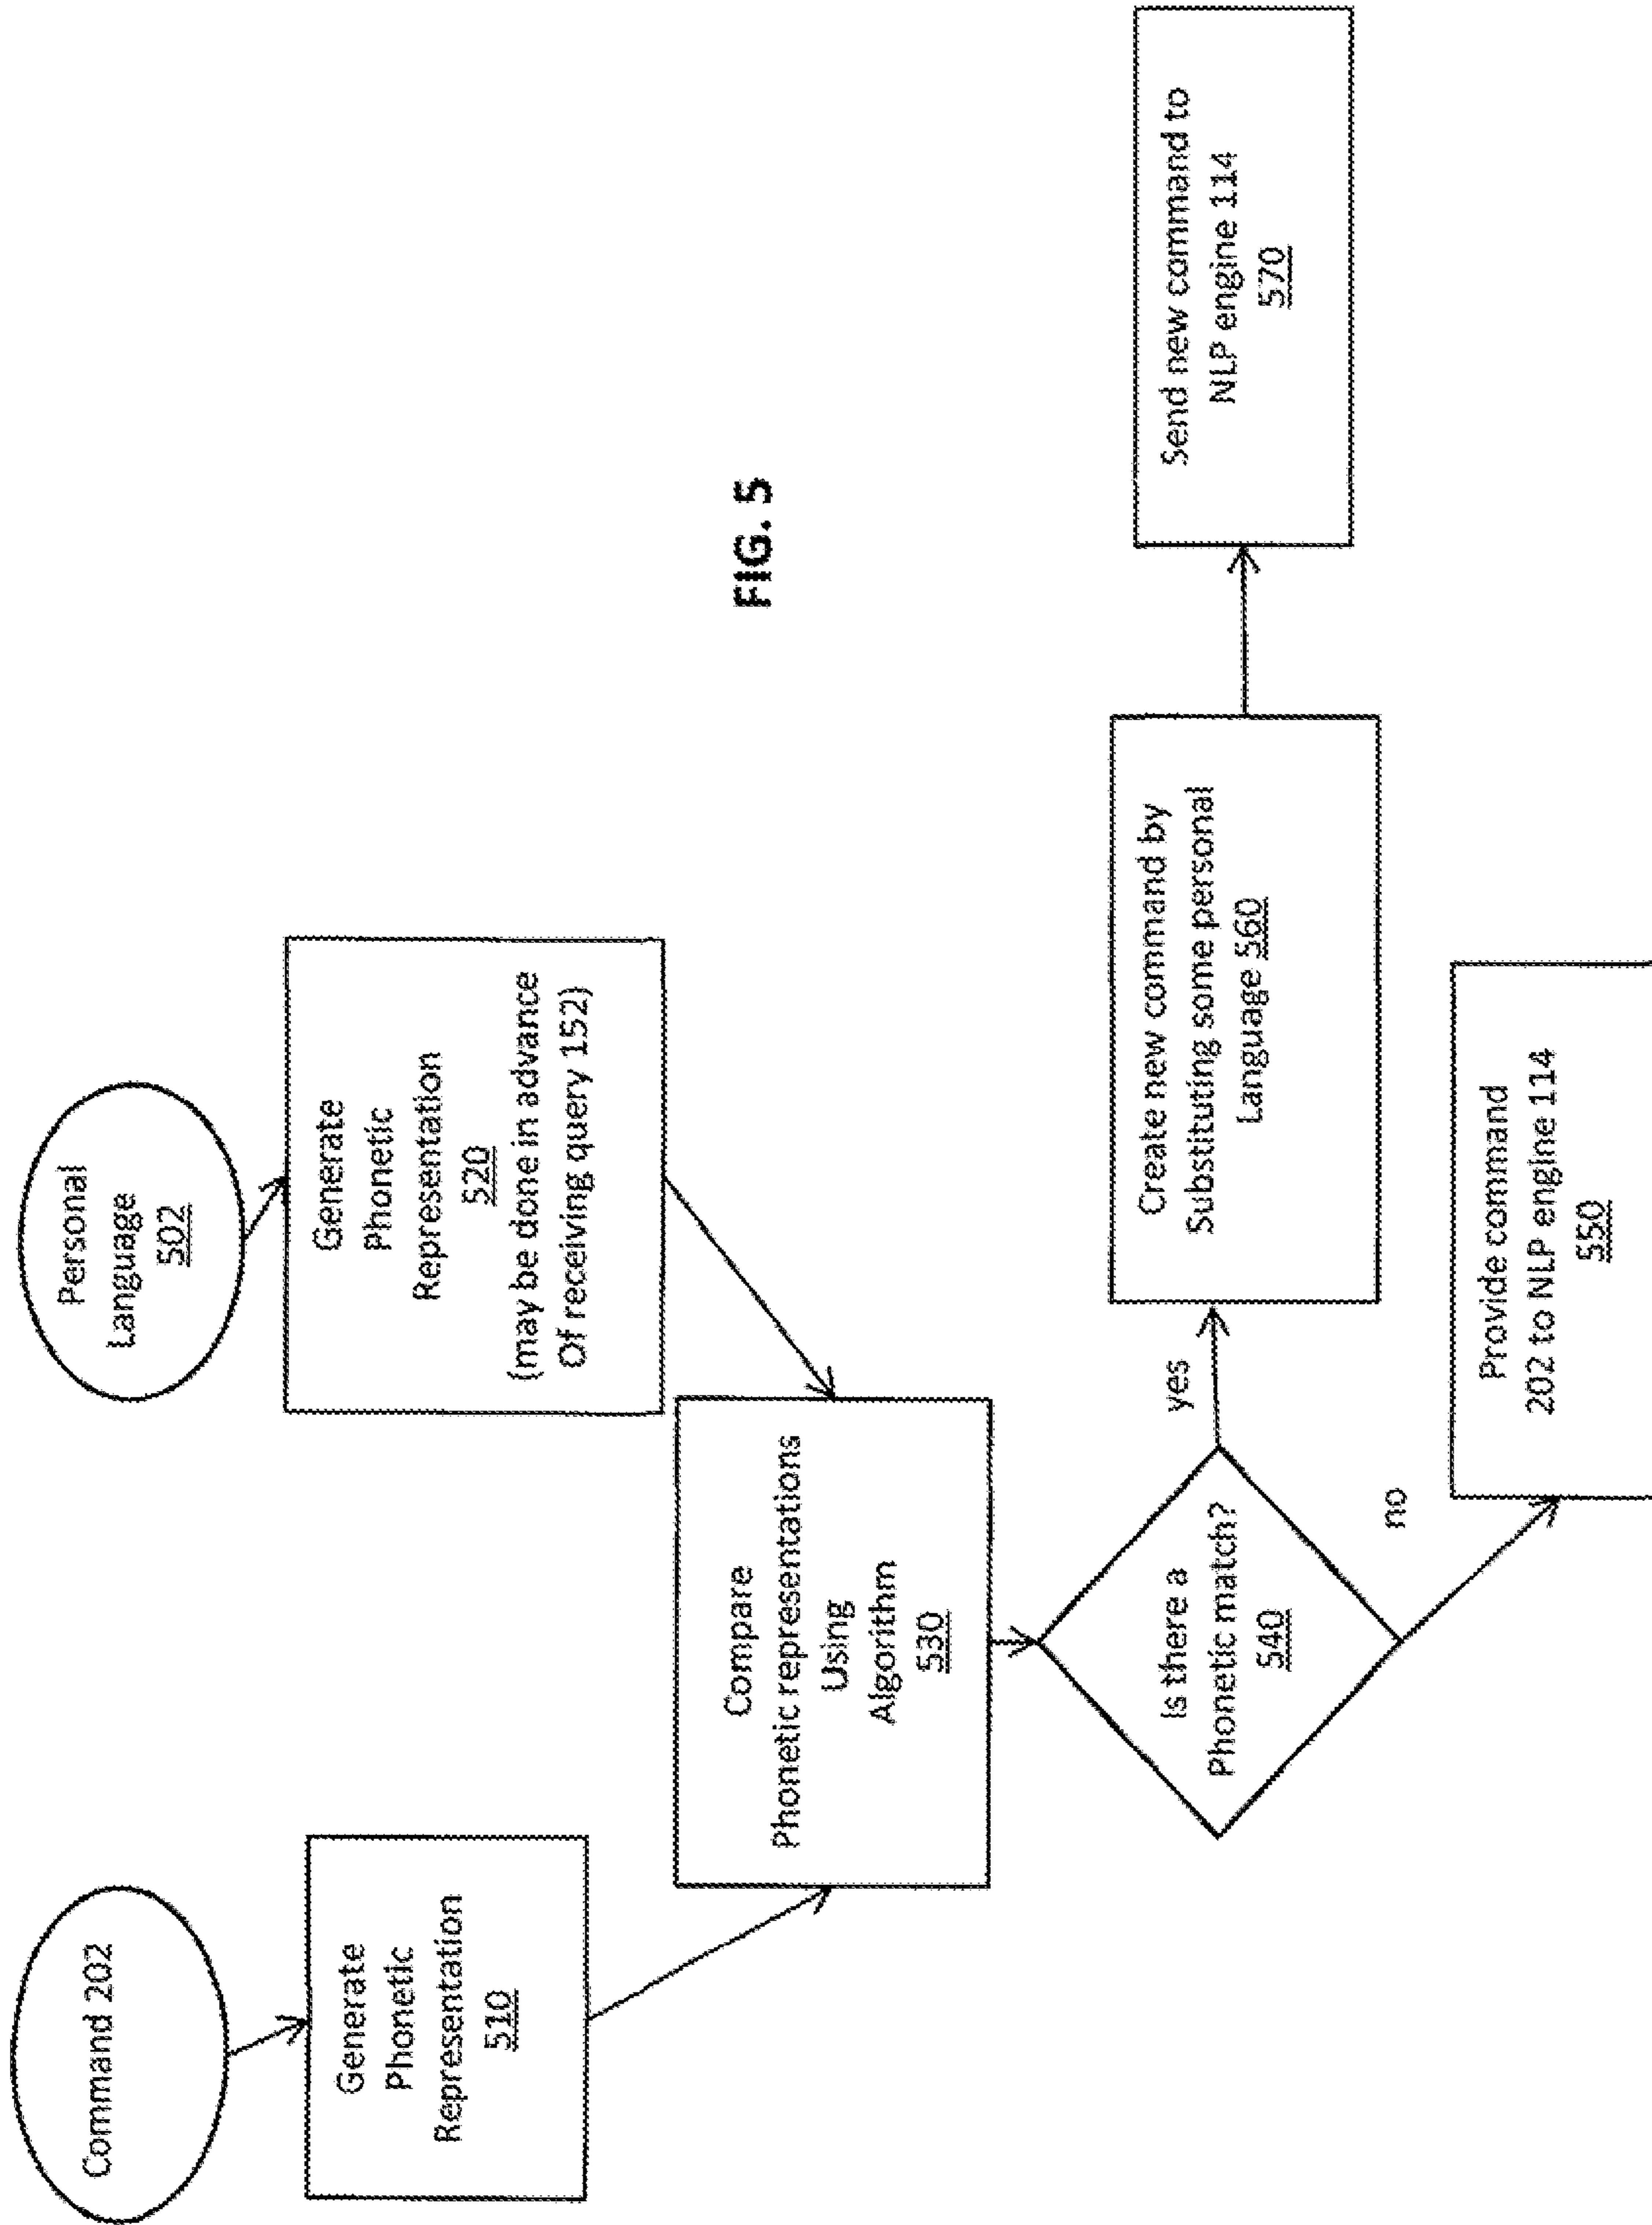 Command 202
Personal
Language
502
Generate
Phonetic
Representation
510
Generate
Phonetic
Representation
520
(may be done in advance
Of receiving query 152)
Compare
Phonetic representations
Using
Algorithm
530
FIG. 5
Is there a
Phonetic match?
540
yes
no
Create new command by
Substituting some personal
Language 560
Send new command to
NLP engine 114
570
Provide command
202 to NLP engine 114
550